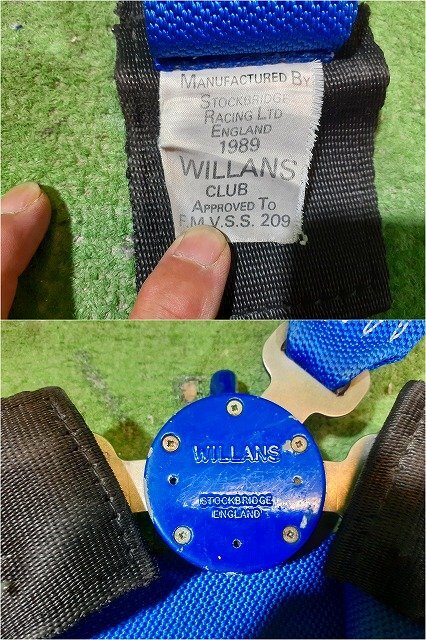 MANUFACTURED BY
STOCKBRIDGE
RACING LTD
ENGLAND
1989
WILLANS
CLUB
APPROVED TO
F.M.V.S.S. 209
WILLANS
STOCKBRIDGE
ENGLAND